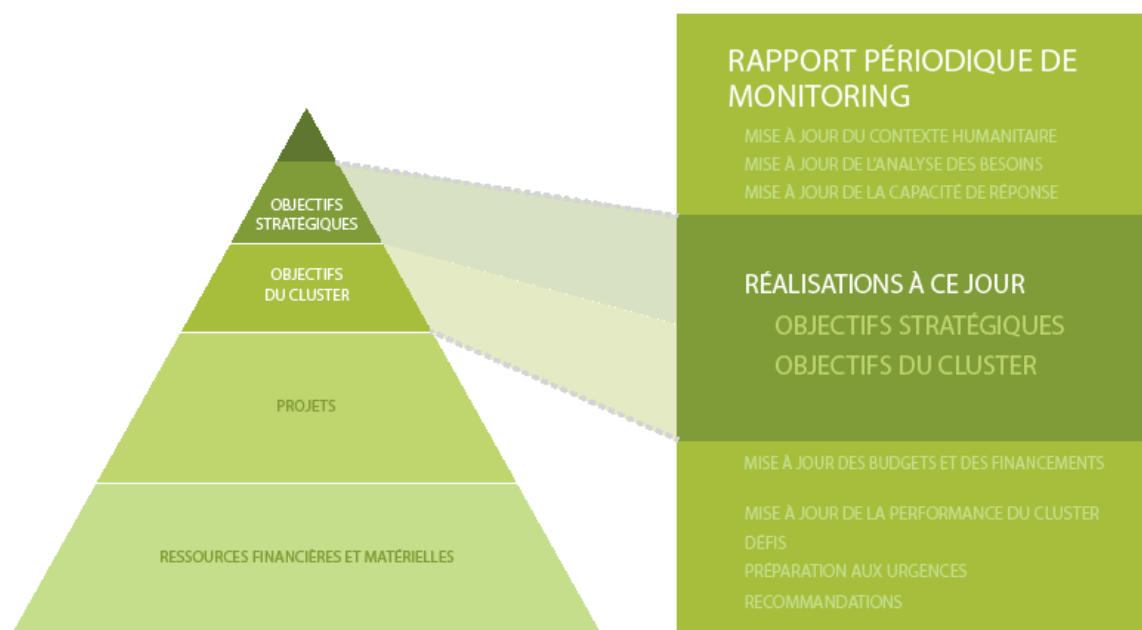 OBJECTIFS
STRATÉGIQUES
OBJECTIFS
DU CLUSTER
PROJETS
RESSOURCES FINANCIÈRES ET MATÉRIELLES
RAPPORT PÉRIODIQUE DE
MONITORING
MISE À JOUR DU CONTEXTE HUMANITAIRE
MISE À JOUR DE L'ANALYSE DES BESOINS
MISE À JOUR DE LA CAPACITÉ DE RÉPONSE
RÉALISATIONS À CE JOUR
OBJECTIFS STRATÉGIQUES
OBJECTIFS DU CLUSTER
MISE À JOUR DES BUDGETS ET DES FINANCEMENTS
MISE À JOUR DE LA PERFORMANCE DU CLUSTER
DÉFIS
PRÉPARATION AUX URGENCES
RECOMMANDATIONS